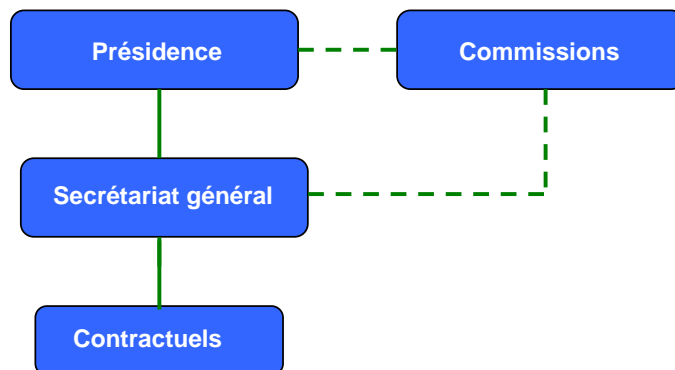 Présidence
Commissions
Secrétariat général
Contractuels